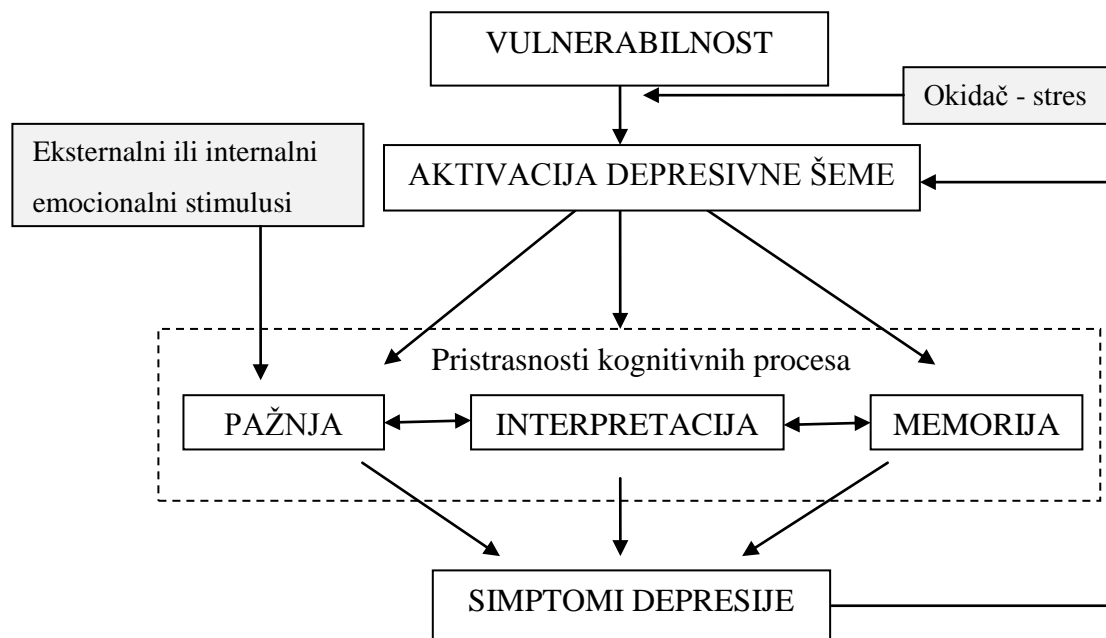 VULNERABILNOST
Okidač - stres
Eksternalni ili internalni
emocionalni stimulusi
AKTIVACIJA DEPRESIVNE ŠEME
Pristrasnosti kognitivnih procesa
PAŽNJA
INTERPRETACIJA
MEMORIJA
SIMPTOMI DEPRESIJE